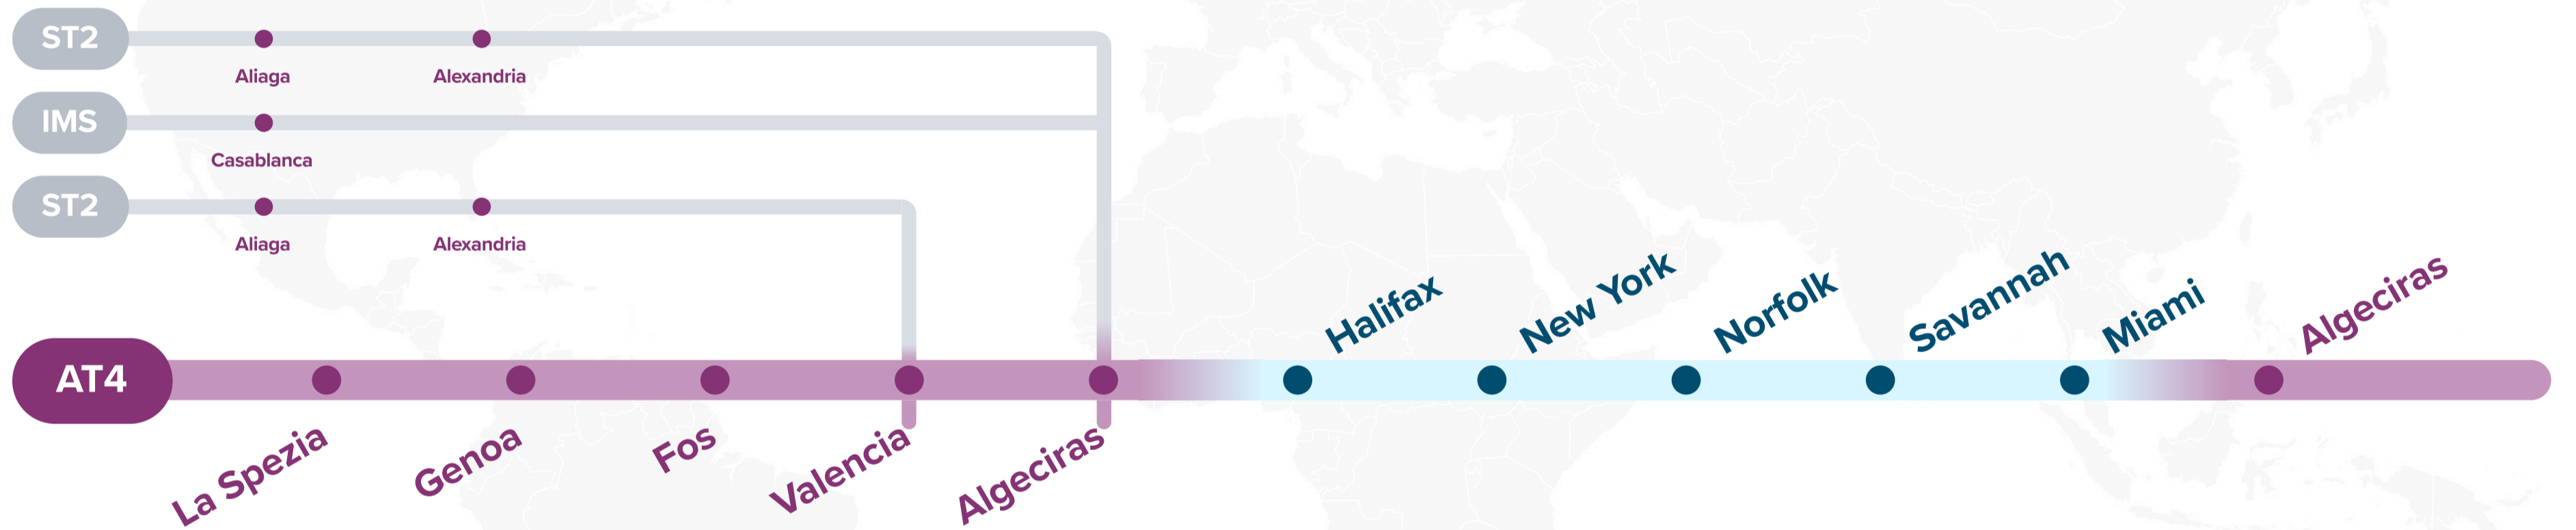 ST2
Aliaga
Alexandria
IMS
Casablanca
ST2
Aliaga
Alexandria
AT4
La Spezia
Genoa
Fos
Valencia
Algeciras
Halifax
New York
Norfolk
Savannah
Miami
Algeciras